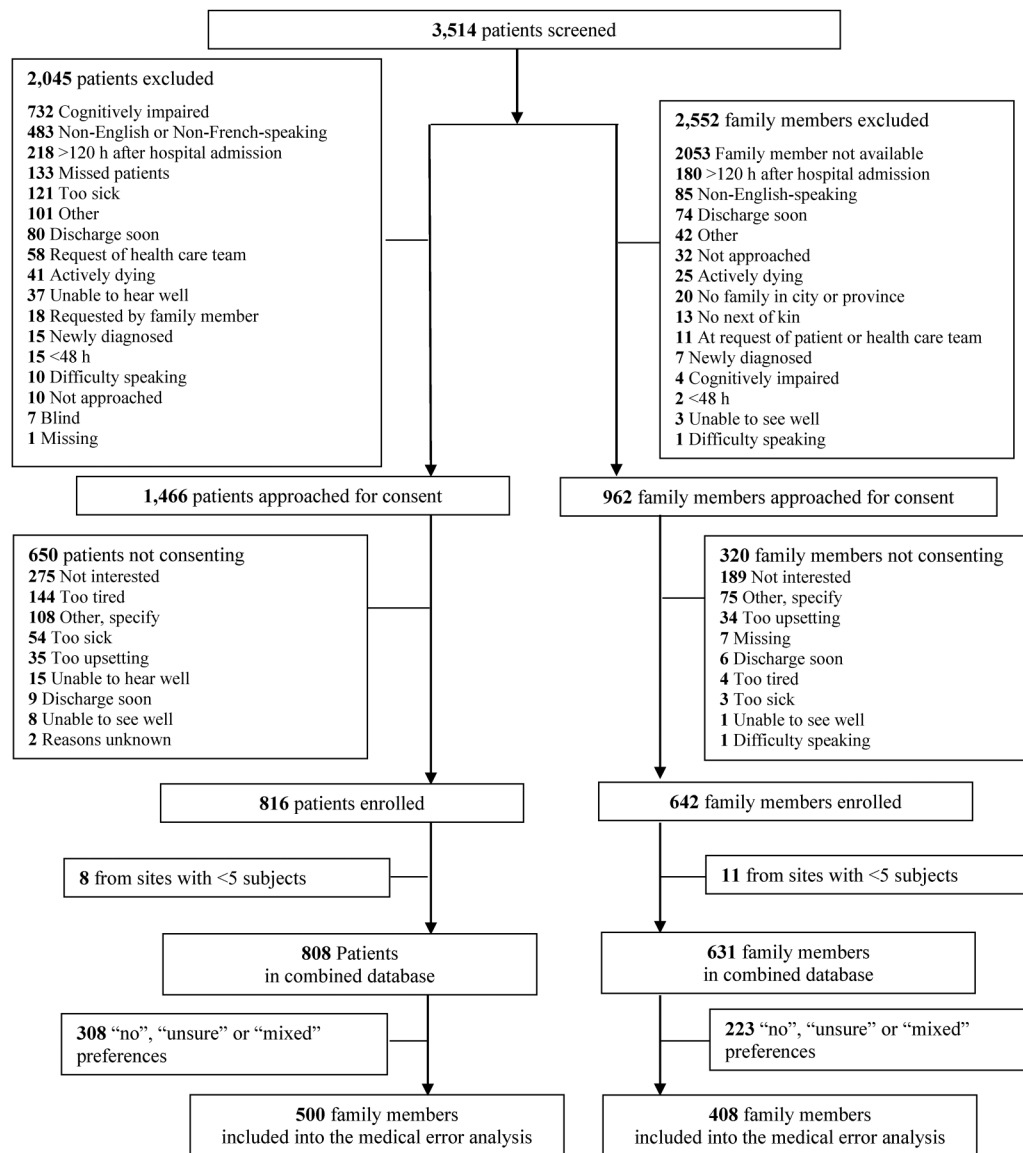 3,514 patients screened
2,045 patients excluded
732 Cognitively impaired
483 Non-English or Non-French-speaking
218 >120 h after hospital admission
133 Missed patients
121 Too sick
101 Other
80 Discharge soon
58 Request of health care team
41 Actively dying
37 Unable to hear well
18 Requested by family member
15 Newly diagnosed
15 <48 h
10 Difficulty speaking
10 Not approached
7 Blind
1 Missing
2,552 family members excluded
2053 Family member not available
180 >120 h after hospital admission
85 Non-English-speaking
74 Discharge soon
42 Other
32 Not approached
25 Actively dying
20 No family in city or province
13 No next of kin
11 At request of patient or health care team
7 Newly diagnosed
4 Cognitively impaired
2 <48 h
3 Unable to see well
1 Difficulty speaking
1,466 patients approached for consent
962 family members approached for consent
650 patients not consenting
275 Not interested
144 Too tired
108 Other, specify
54 Too sick
35 Too upsetting
15 Unable to hear well
9 Discharge soon
8 Unable to see well
2 Reasons unknown
320 family members not consenting
189 Not interested
75 Other, specify
34 Too upsetting
7 Missing
6 Discharge soon
4 Too tired
3 Too sick
1 Unable to see well
1 Difficulty speaking
816 patients enrolled
642 family members enrolled
8 from sites with <5 subjects
11 from sites with <5 subjects
808 Patients
in combined database
631 family members
in combined database
308 “no”, “unsure” or “mixed”
preferences
223 “no”, “unsure” or “mixed”
preferences
500 family members
included into the medical error analysis
408 family members
included into the medical error analysis